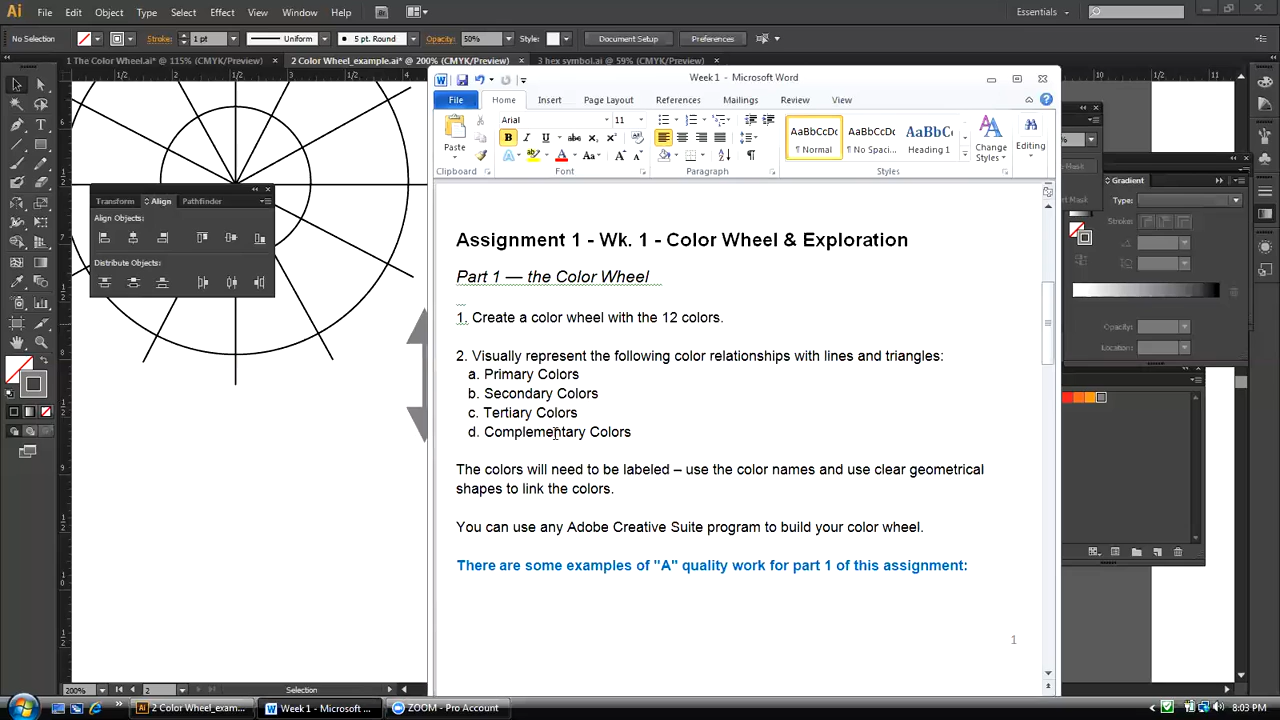 Ai File Edit Object Type Select Effect View Window Help Br Essentials
No Selection Stroke: 1 pt Uniform 5 pt. Round Opacity: 50% Style: Document Setup Preferences
1 The Color Wheel.ai* @ 115% (CMYK/Preview) 2 Color Wheel_example.ai* @ 200% (CMYK/Preview) 3 hex symbol.ai @ 59% (CMYK/Preview)
Week 1 - Microsoft Word
File Home Insert Page Layout References Mailings Review View
Paste Arial 11 AaBbCcDc AaBbCcDc AaBbC Change Styles Editing
¶ Normal ¶ No Spaci... Heading 1
Clipboard Font Paragraph Styles
Transform Align Pathfinder
Align Objects:
Distribute Objects:
Gradient
Type:
Stroke:
Opacity:
Location:
Assignment 1 - Wk. 1 - Color Wheel & Exploration
Part 1 — the Color Wheel
1. Create a color wheel with the 12 colors.
2. Visually represent the following color relationships with lines and triangles:
a. Primary Colors
b. Secondary Colors
c. Tertiary Colors
d. Complementary Colors
The colors will need to be labeled – use the color names and use clear geometrical
shapes to link the colors.
You can use any Adobe Creative Suite program to build your color wheel.
There are some examples of "A" quality work for part 1 of this assignment:
1
200% 2 Selection
2 Color Wheel_exam... Week 1 - Microsoft ... ZOOM - Pro Account 8:03 PM